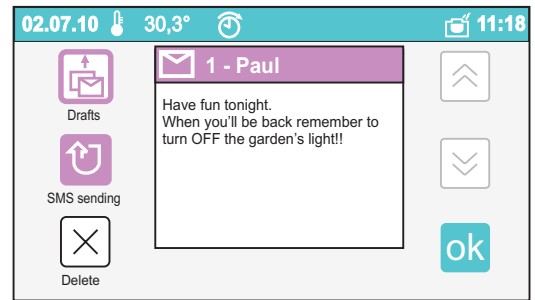 02.07.10 30,3° 11:18
1 - Paul
Have fun tonight.
When you'll be back remember to
turn OFF the garden's light!!
Drafts
SMS sending
Delete
ok